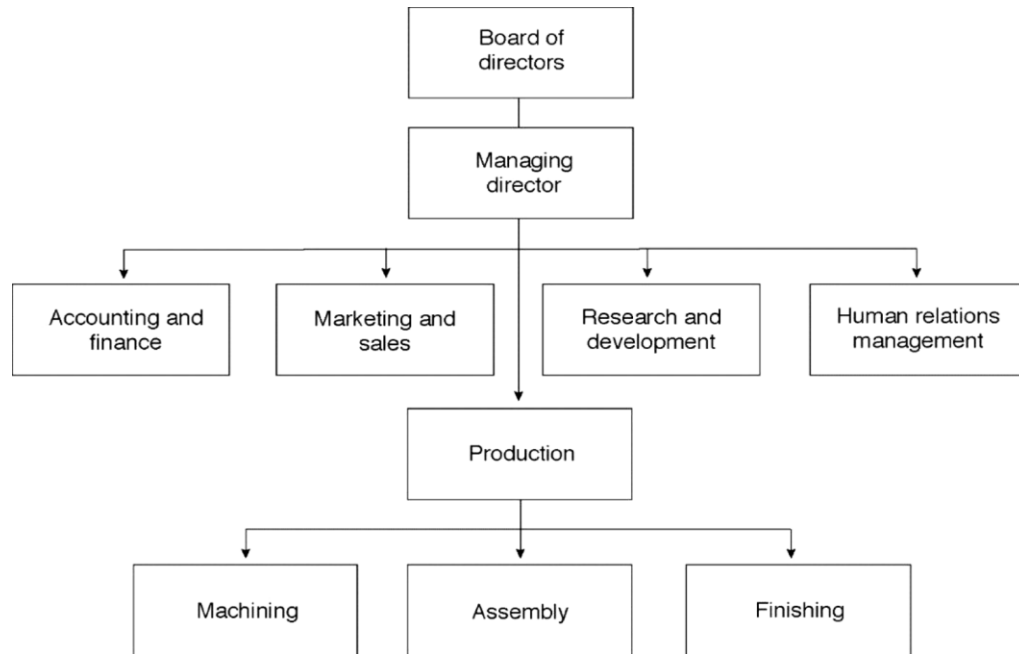 Board of
directors
Managing
director
Accounting and
finance
Marketing and
sales
Research and
development
Human relations
management
Production
Machining
Assembly
Finishing